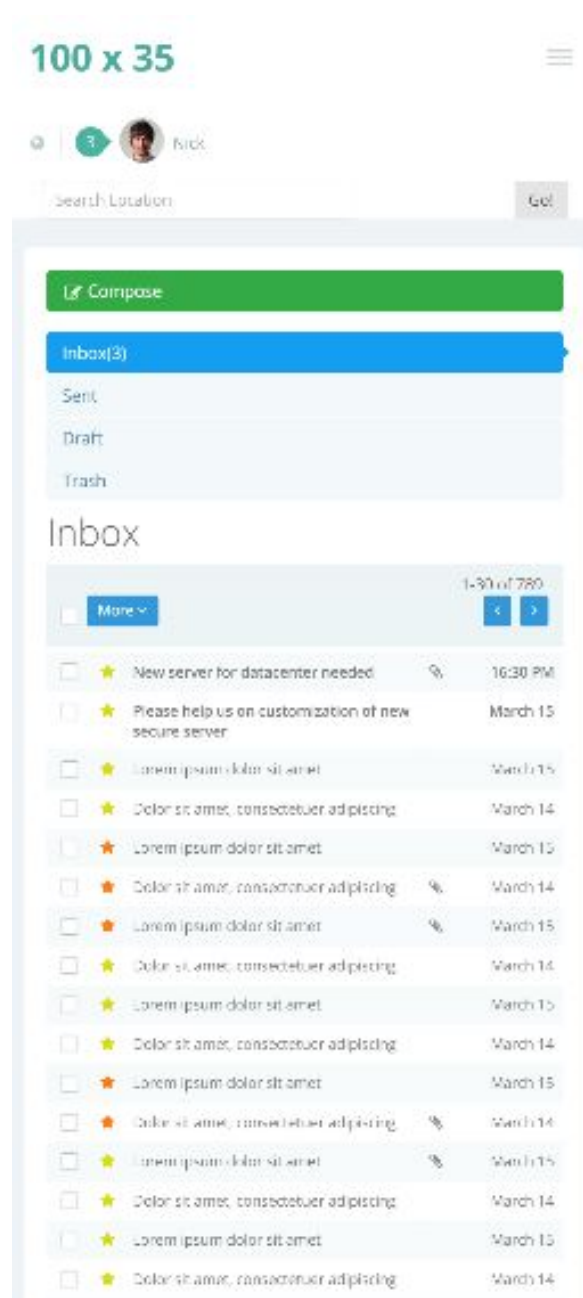 100 x 35
3 Nick
Search Location Go!
Compose
Inbox(3)
Sent
Draft
Trash
Inbox
1-30 of 789
More
New server for datacenter needed 16:30 PM
Please help us on customization of new March 15
secure server
Lorem ipsum dolor sit amet March 15
Dolor sit amet, consectetuer adipiscing March 14
Lorem ipsum dolor sit amet March 15
Dolor sit amet, consectetuer adipiscing March 14
Lorem ipsum dolor sit amet March 15
Dolor sit amet, consectetuer adipiscing March 14
Lorem ipsum dolor sit amet March 15
Dolor sit amet, consectetuer adipiscing March 14
Lorem ipsum dolor sit amet March 15
Dolor sit amet, consectetuer adipiscing March 14
Lorem ipsum dolor sit amet March 15
Dolor sit amet, consectetuer adipiscing March 14
Lorem ipsum dolor sit amet March 15
Dolor sit amet, consectetuer adipiscing March 14